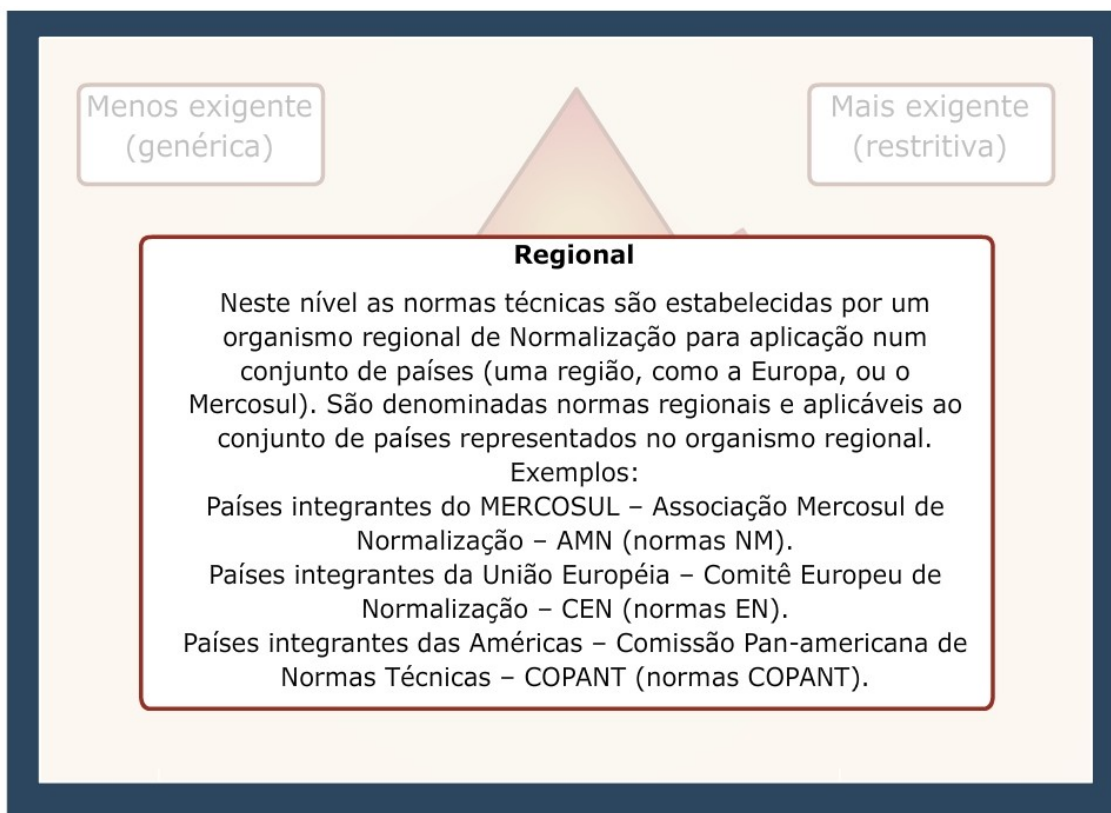 Menos exigente
(genérica)
Mais exigente
(restritiva)
Regional
Neste nível as normas técnicas são estabelecidas por um
organismo regional de Normalização para aplicação num
conjunto de países (uma região, como a Europa, ou o
Mercosul). São denominadas normas regionais e aplicáveis ao
conjunto de países representados no organismo regional.
Exemplos:
Países integrantes do MERCOSUL – Associação Mercosul de
Normalização – AMN (normas NM).
Países integrantes da União Européia – Comitê Europeu de
Normalização – CEN (normas EN).
Países integrantes das Américas – Comissão Pan-americana de
Normas Técnicas – COPANT (normas COPANT).